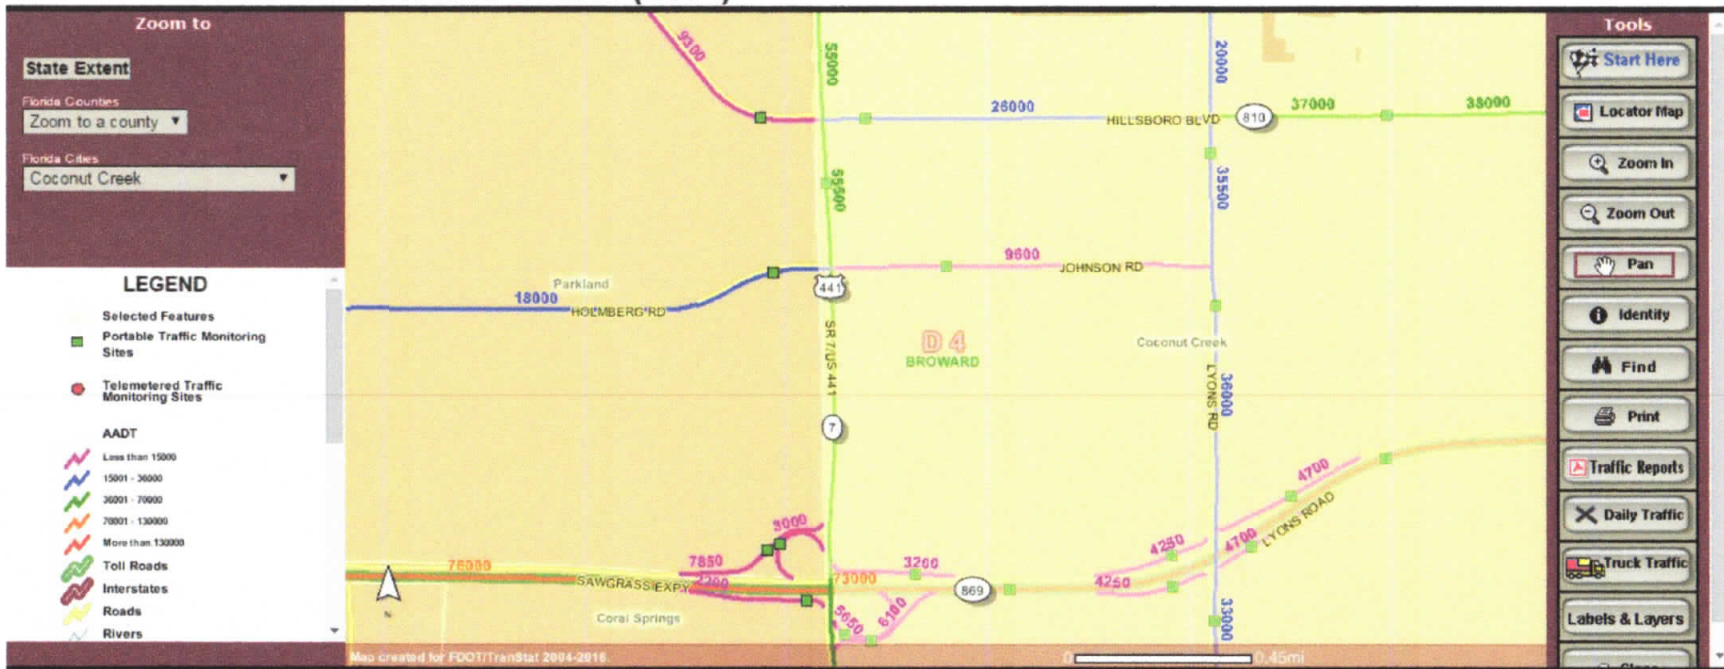 Zoom to
State Extent
Florida Counties
Zoom to a county
Florida Cities
Coconut Creek
LEGEND
Selected Features
Portable Traffic Monitoring
Sites
Telemetered Traffic
Monitoring Sites
AADT
Less than 15000
15001 - 36000
36001 - 70000
70001 - 130000
More than 130000
Toll Roads
Interstates
Roads
Rivers
9300
55000
20000
26000
HILLSBORO BLVD
810
37000
38000
55500
35500
9600
JOHNSON RD
Parkland
18000
HOLMBERG RD
441
SR 7/US 441
D 4
BROWARD
Coconut Creek
LYONS RD
36000
7
4700
LYONS ROAD
3000
7850
4250
4700
3200
76000
SAWGRASS EXPY
2200
73000
869
4250
N
Coral Springs
5650
6100
33000
Map created for FDOT/TranStat 2004-2016.
0
0.45mi
Tools
Start Here
Locator Map
Zoom In
Zoom Out
Pan
Identify
Find
Print
Traffic Reports
Daily Traffic
Truck Traffic
Labels & Layers